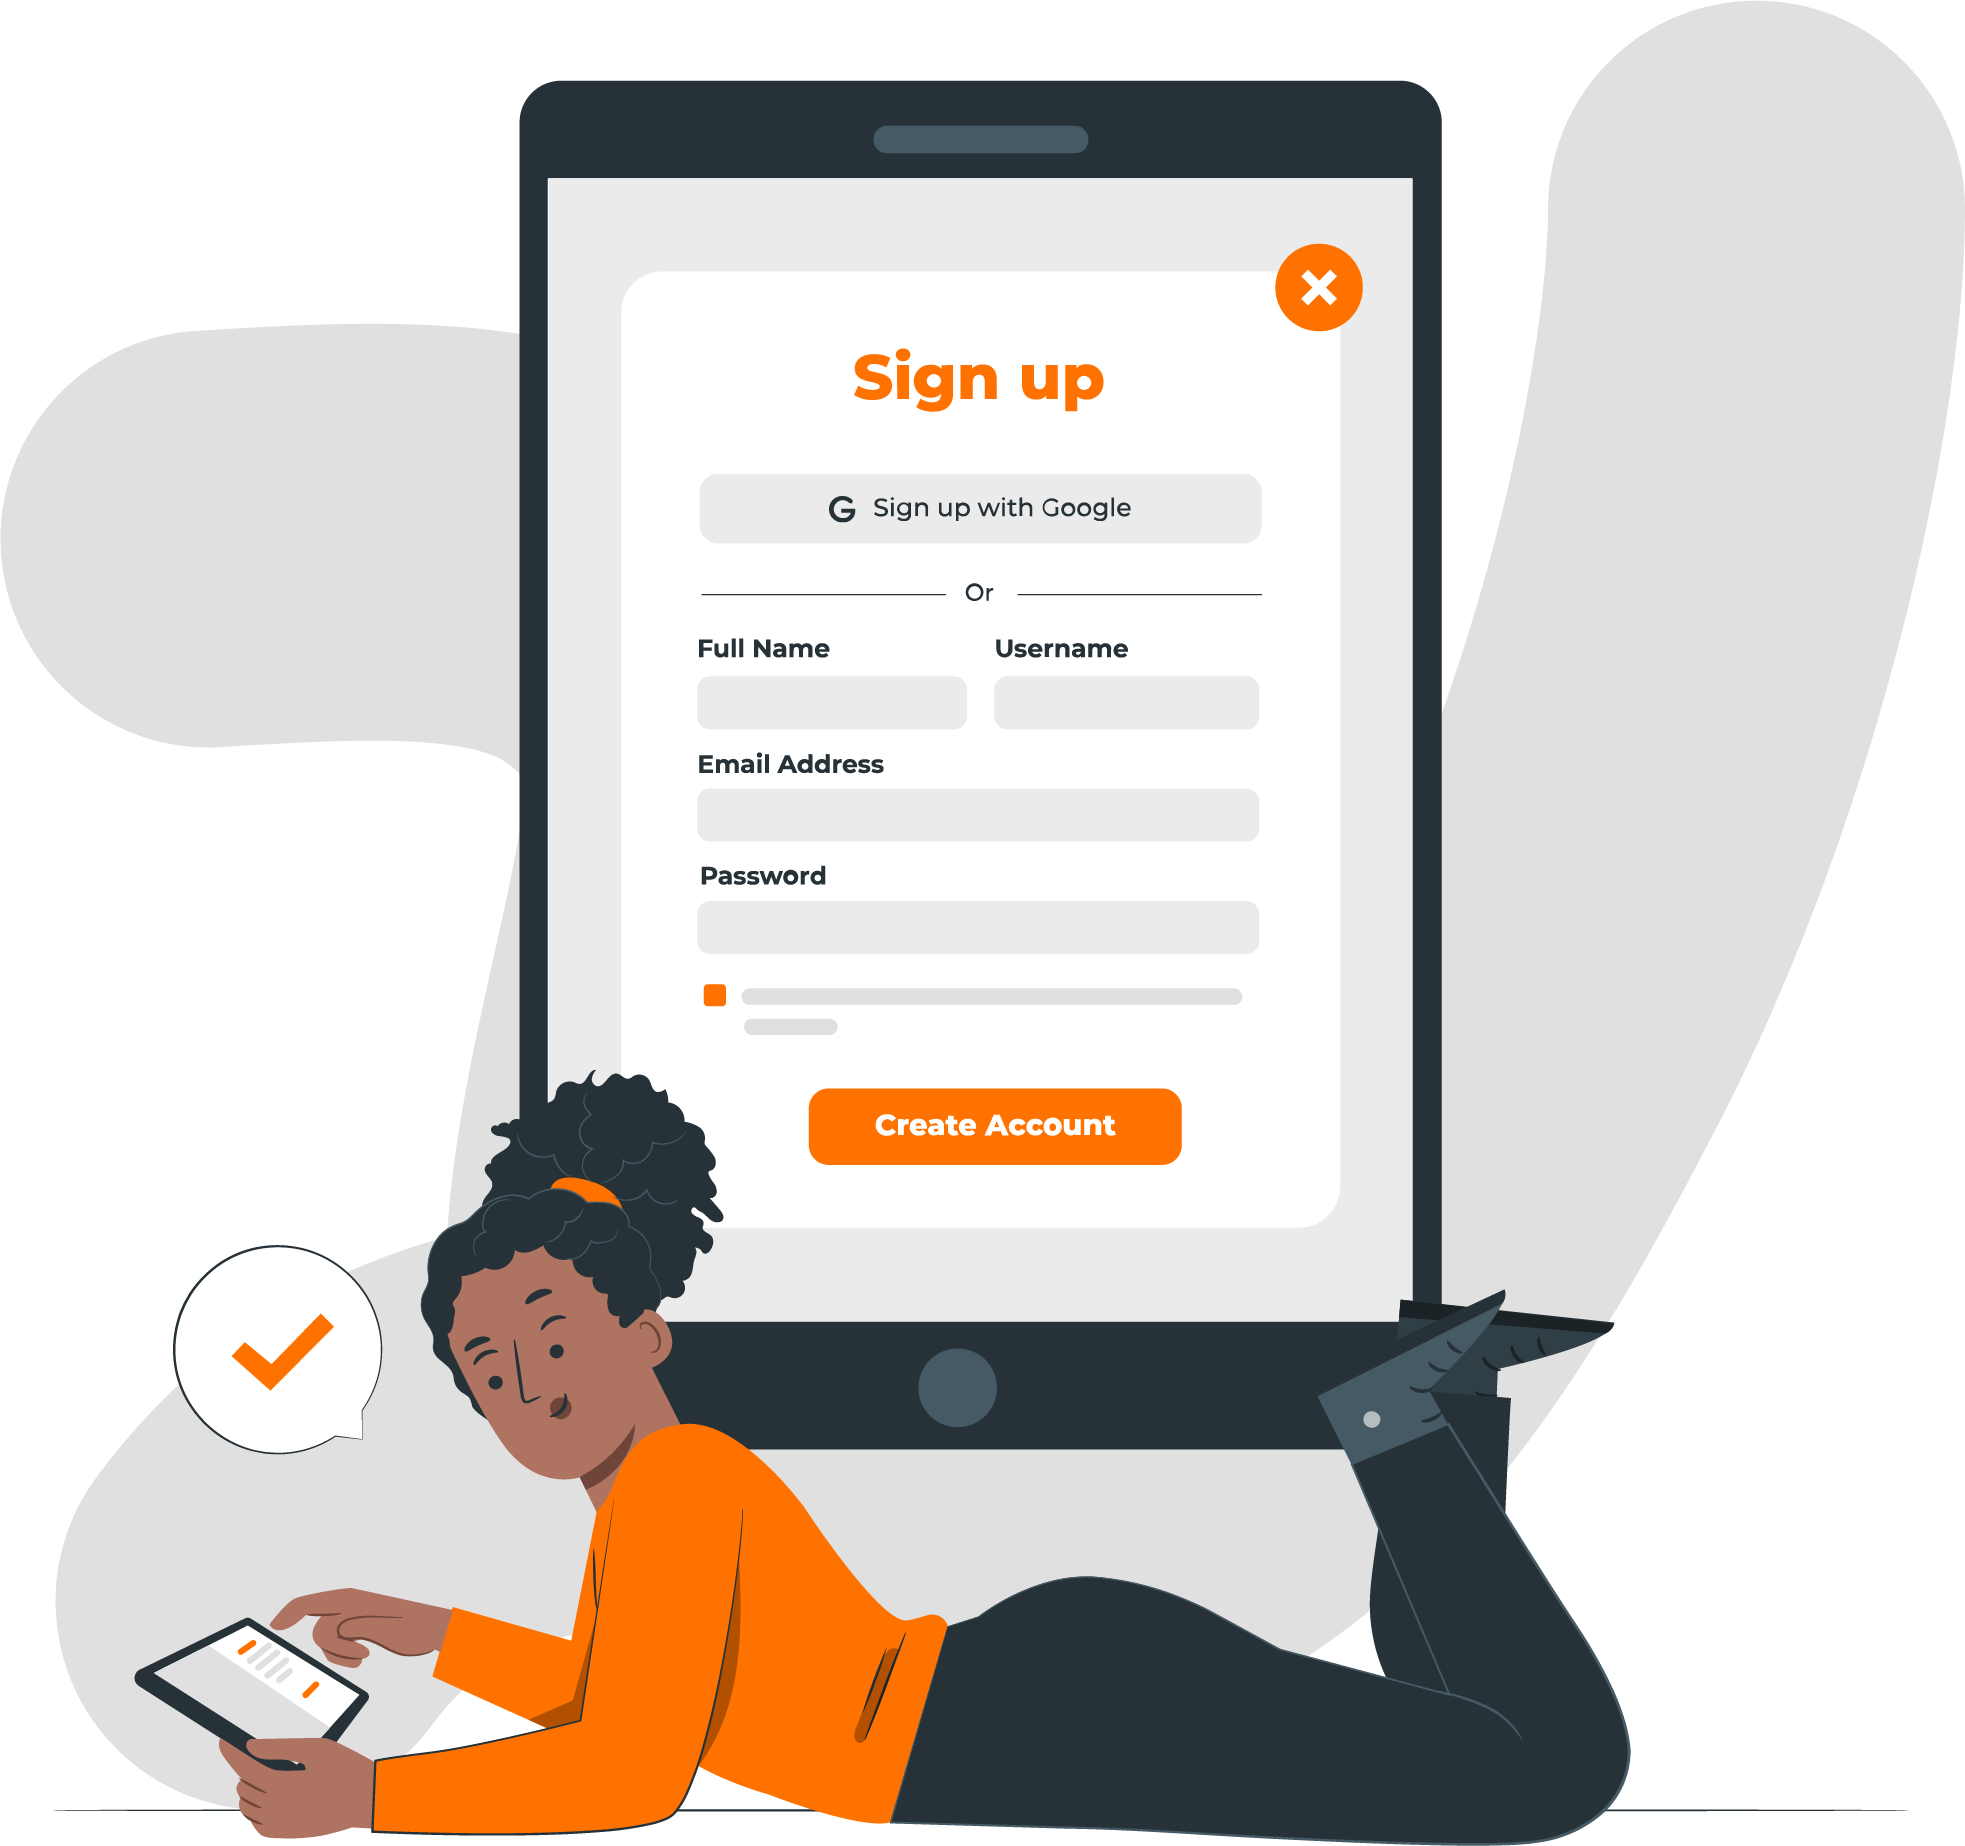 Sign up
G Sign up with Google
Or
Full Name Username
Email Address
Password
Create Account